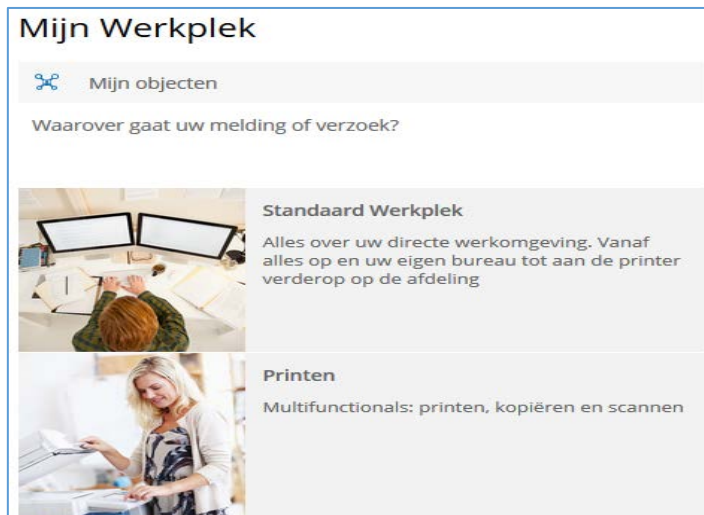 Mijn Werkplek
Mijn objecten
Waarover gaat uw melding of verzoek?
Standaard Werkplek
Alles over uw directe werkomgeving. Vanaf
alles op en uw eigen bureau tot aan de printer
verderop op de afdeling
Printen
Multifunctionals: printen, kopiëren en scannen